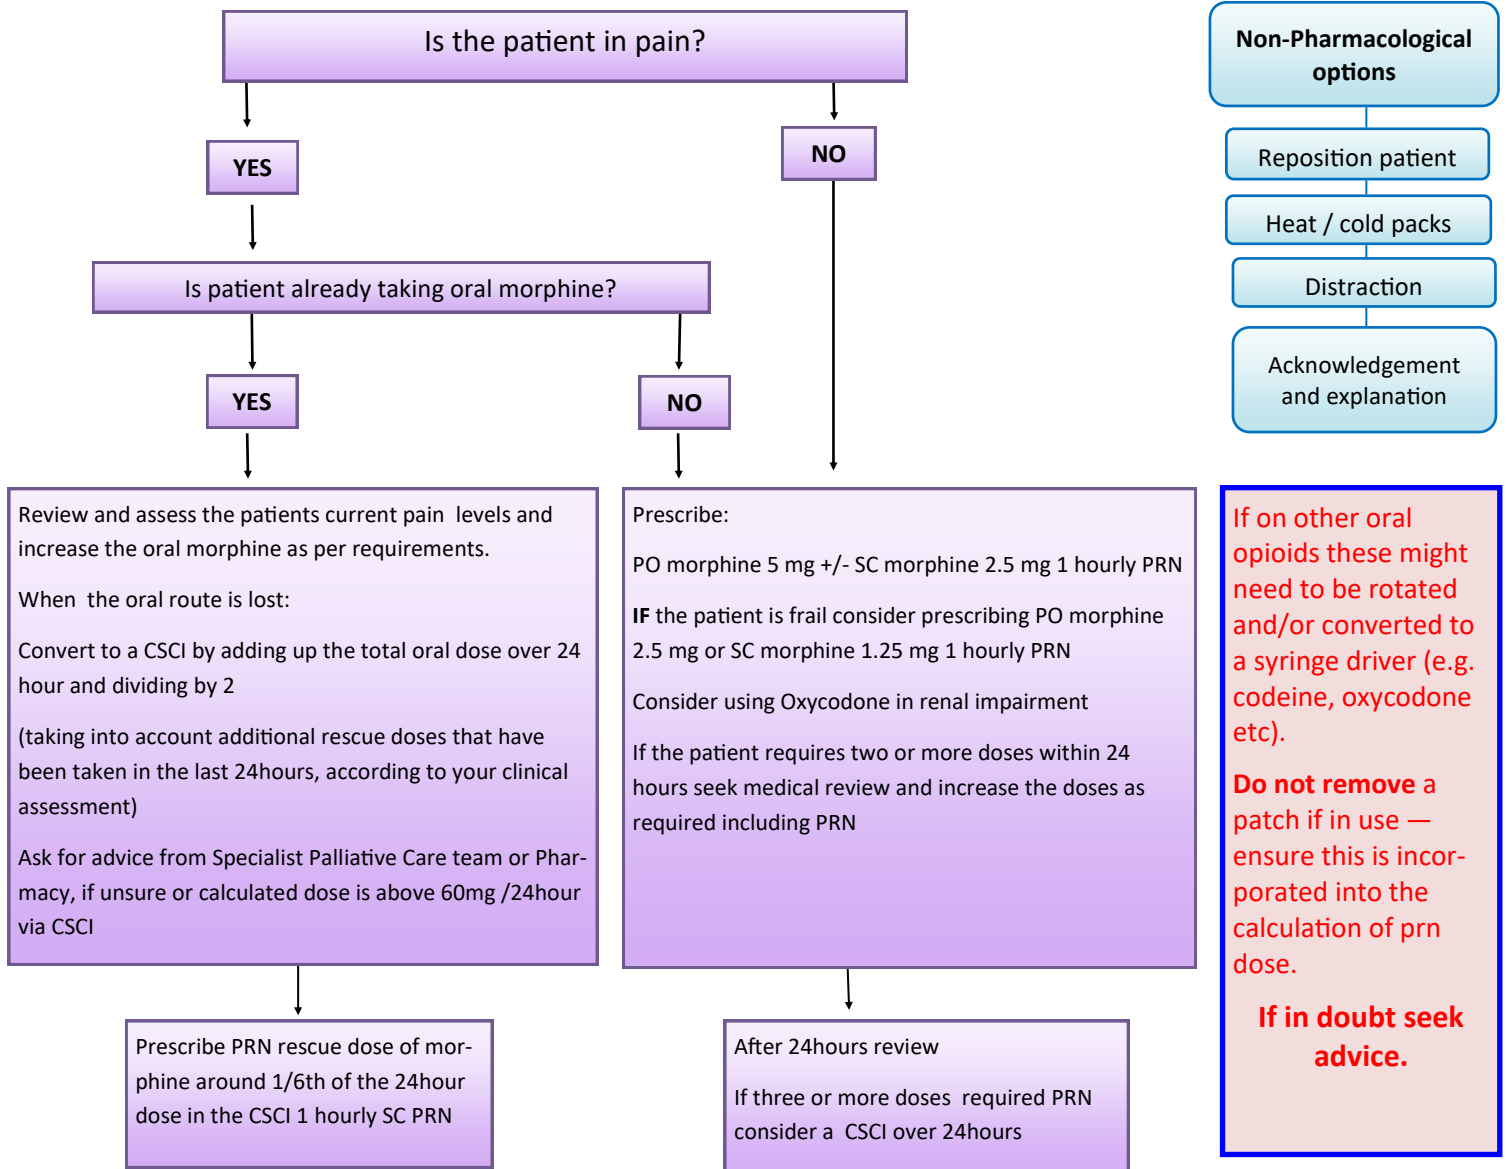 Is the patient in pain?
YES
NO
Is patient already taking oral morphine?
YES
NO
Review and assess the patients current pain levels and
increase the oral morphine as per requirements.
When the oral route is lost:
Convert to a CSCI by adding up the total oral dose over 24
hour and dividing by 2
(taking into account additional rescue doses that have
been taken in the last 24hours, according to your clinical
assessment)
Ask for advice from Specialist Palliative Care team or Phar-
macy, if unsure or calculated dose is above 60mg /24hour
via CSCI
Prescribe PRN rescue dose of mor-
phine around 1/6th of the 24hour
dose in the CSCI 1 hourly SC PRN
Prescribe:
PO morphine 5 mg +/- SC morphine 2.5 mg 1 hourly PRN
IF the patient is frail consider prescribing PO morphine
2.5 mg or SC morphine 1.25 mg 1 hourly PRN
Consider using Oxycodone in renal impairment
If the patient requires two or more doses within 24
hours seek medical review and increase the doses as
required including PRN
After 24hours review
If three or more doses required PRN
consider a CSCI over 24hours
Non-Pharmacological
options
Reposition patient
Heat / cold packs
Distraction
Acknowledgement
and explanation
If on other oral
opioids these might
need to be rotated
and/or converted to
a syringe driver (e.g.
codeine, oxycodone
etc).
Do not remove a
patch if in use —
ensure this is incor-
porated into the
calculation of prn
dose.
If in doubt seek
advice.